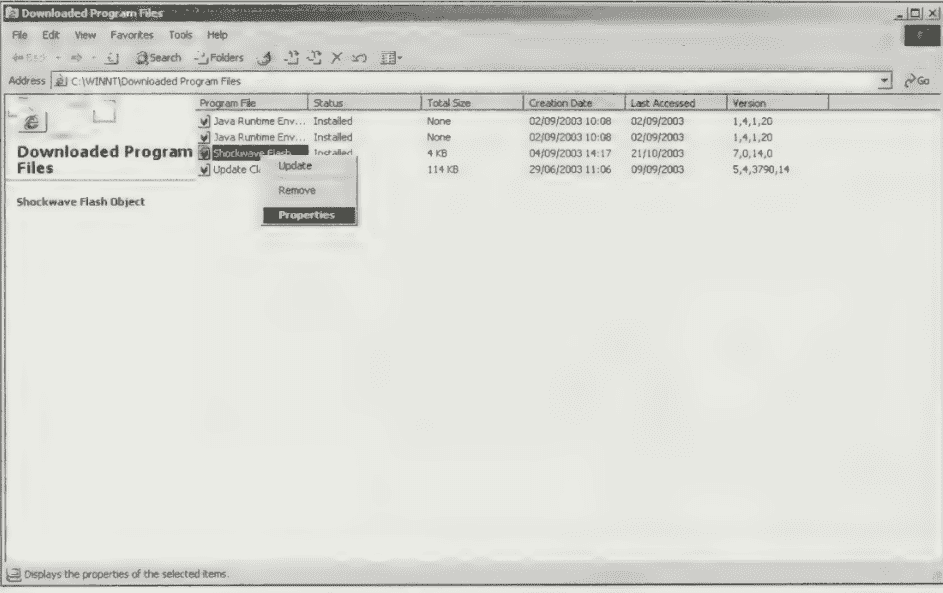 Downloaded Program Files
File Edit View Favorites Tools Help
Search Folders
Address C:\WINNT\Downloaded Program Files Go
Program File Status Total Size Creation Date Last Accessed Version
Java Runtime Env... Installed None 02/09/2003 10:08 02/09/2003 1,4,1,20
Java Runtime Env... Installed None 02/09/2003 10:08 02/09/2003 1,4,1,20
Shockwave Flash Installed 4 KB 04/09/2003 14:17 21/10/2003 7,0,14,0
Update Cl 114 KB 29/06/2003 11:06 09/09/2003 5,4,3790,14
Downloaded Program
Files
Shockwave Flash Object
Update
Remove
Properties
Displays the properties of the selected items.